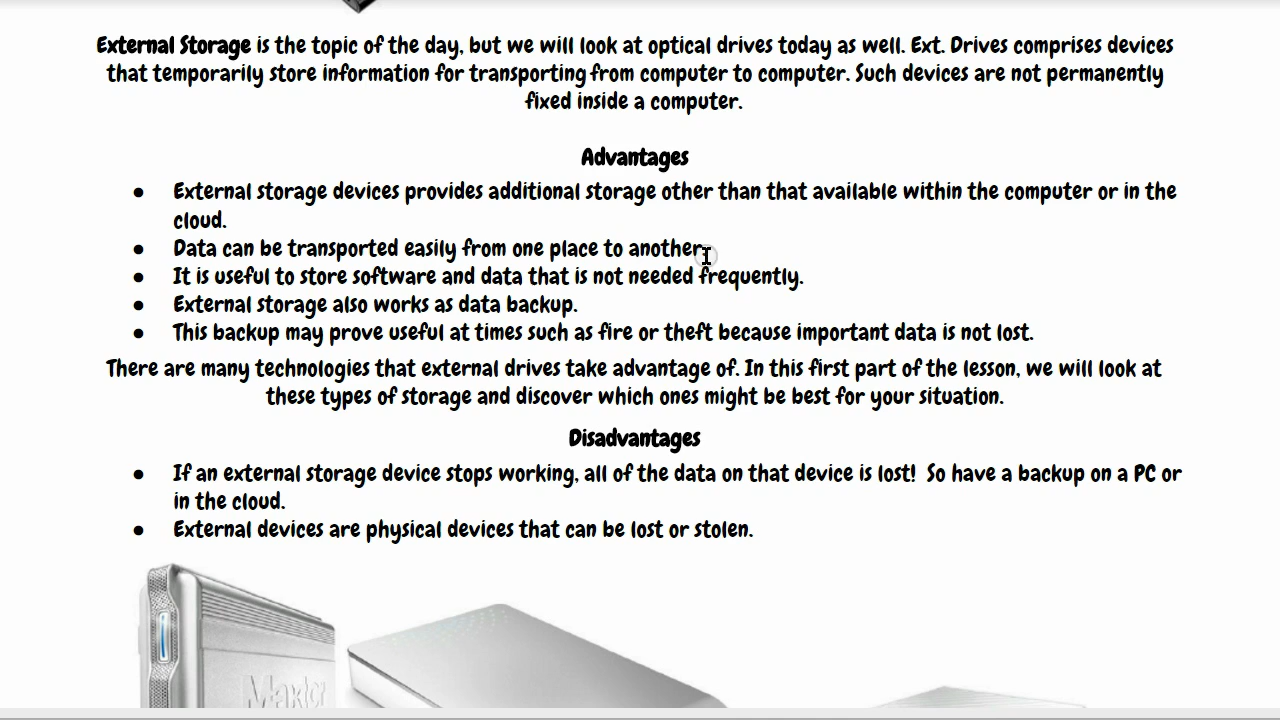 External Storage is the topic of the day, but we will look at optical drives today as well. Ext. Drives comprises devices
that temporarily store information for transporting from computer to computer. Such devices are not permanently
fixed inside a computer.
Advantages
● External storage devices provides additional storage other than that available within the computer or in the
cloud.
● Data can be transported easily from one place to another.
● It is useful to store software and data that is not needed frequently.
● External storage also works as data backup.
● This backup may prove useful at times such as fire or theft because important data is not lost.
There are many technologies that external drives take advantage of. In this first part of the lesson, we will look at
these types of storage and discover which ones might be best for your situation.
Disadvantages
● If an external storage device stops working, all of the data on that device is lost!  So have a backup on a PC or
in the cloud.
● External devices are physical devices that can be lost or stolen.
Maxtor